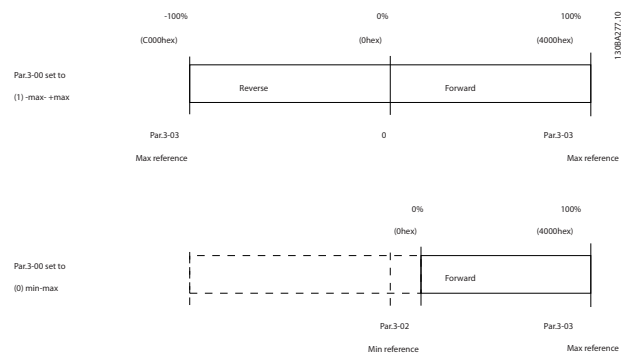 -100% 0% 100%
(C000hex) (0hex) (4000hex)
130BA277.10
Par.3-00 set to
(1) -max- +max
Reverse Forward
Par.3-03 0 Par.3-03
Max reference Max reference
0% 100%
(0hex) (4000hex)
Par.3-00 set to
(0) min-max
Forward
Par.3-02 Par.3-03
Min reference Max reference